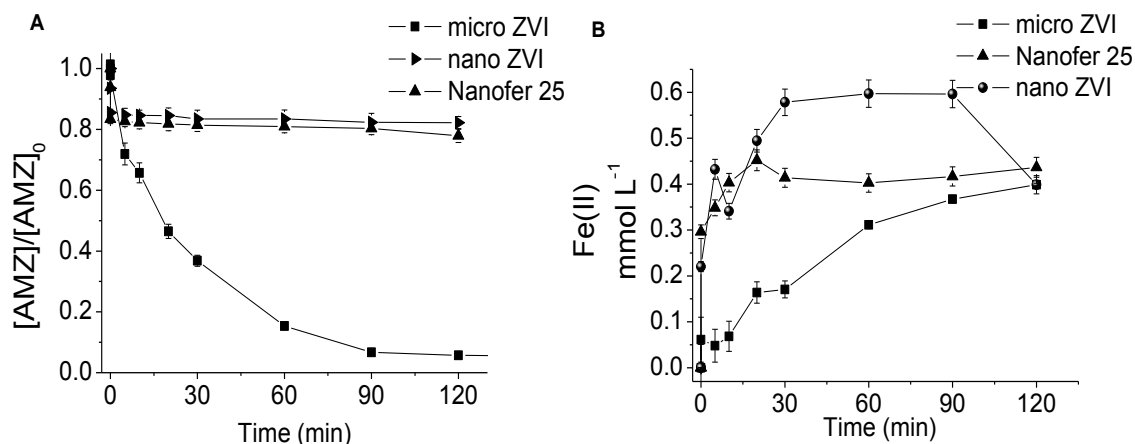 A
micro ZVI
nano ZVI
Nanofer 25
1.0
0.8
0.6
0.4
0.2
0.0
[AMZ]/[AMZ]0
0 30 60 90 120
Time (min)
B
micro ZVI
Nanofer 25
nano ZVI
0.6
0.5
0.4
0.3
0.2
0.1
0.0
Fe(II)
mmol L-1
0 30 60 90 120
Time (min)